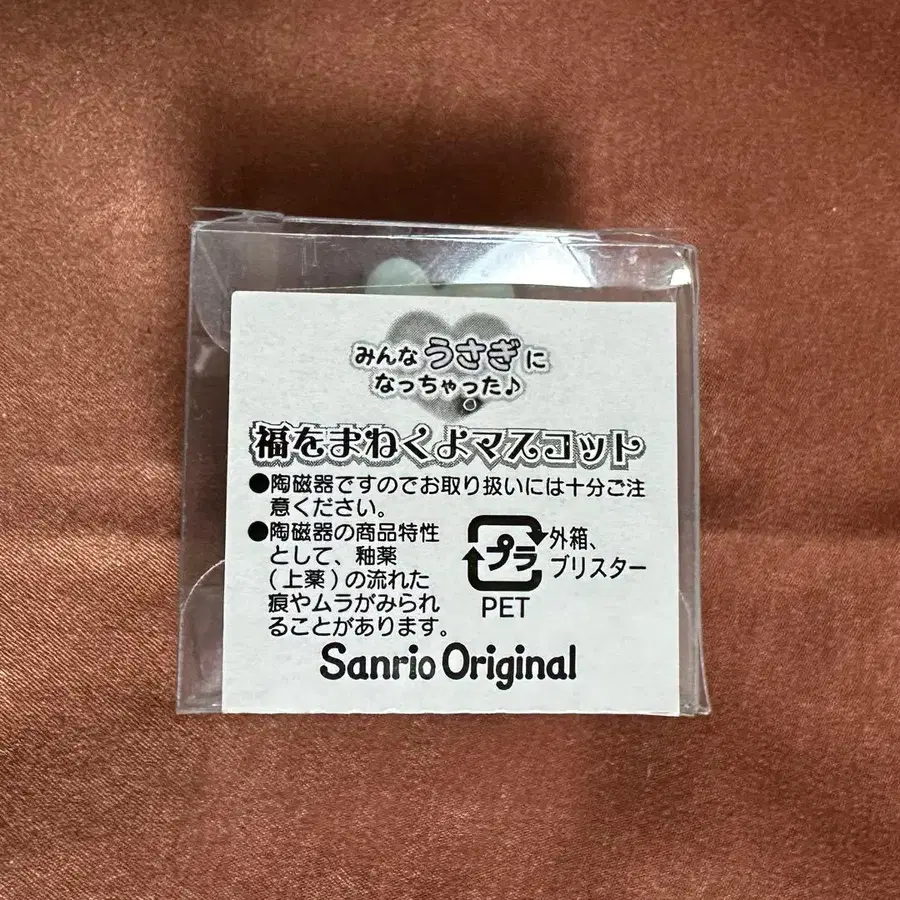 みんなうさぎに
なっちゃった♪
福をまねくよマスコット
●陶磁器ですのでお取り扱いには十分ご注
意ください。
●陶磁器の商品特性
として、釉薬
(上薬)の流れた
痕やムラがみられ
ることがあります。
プラ
外箱、
ブリスター
PET
Sanrio Original